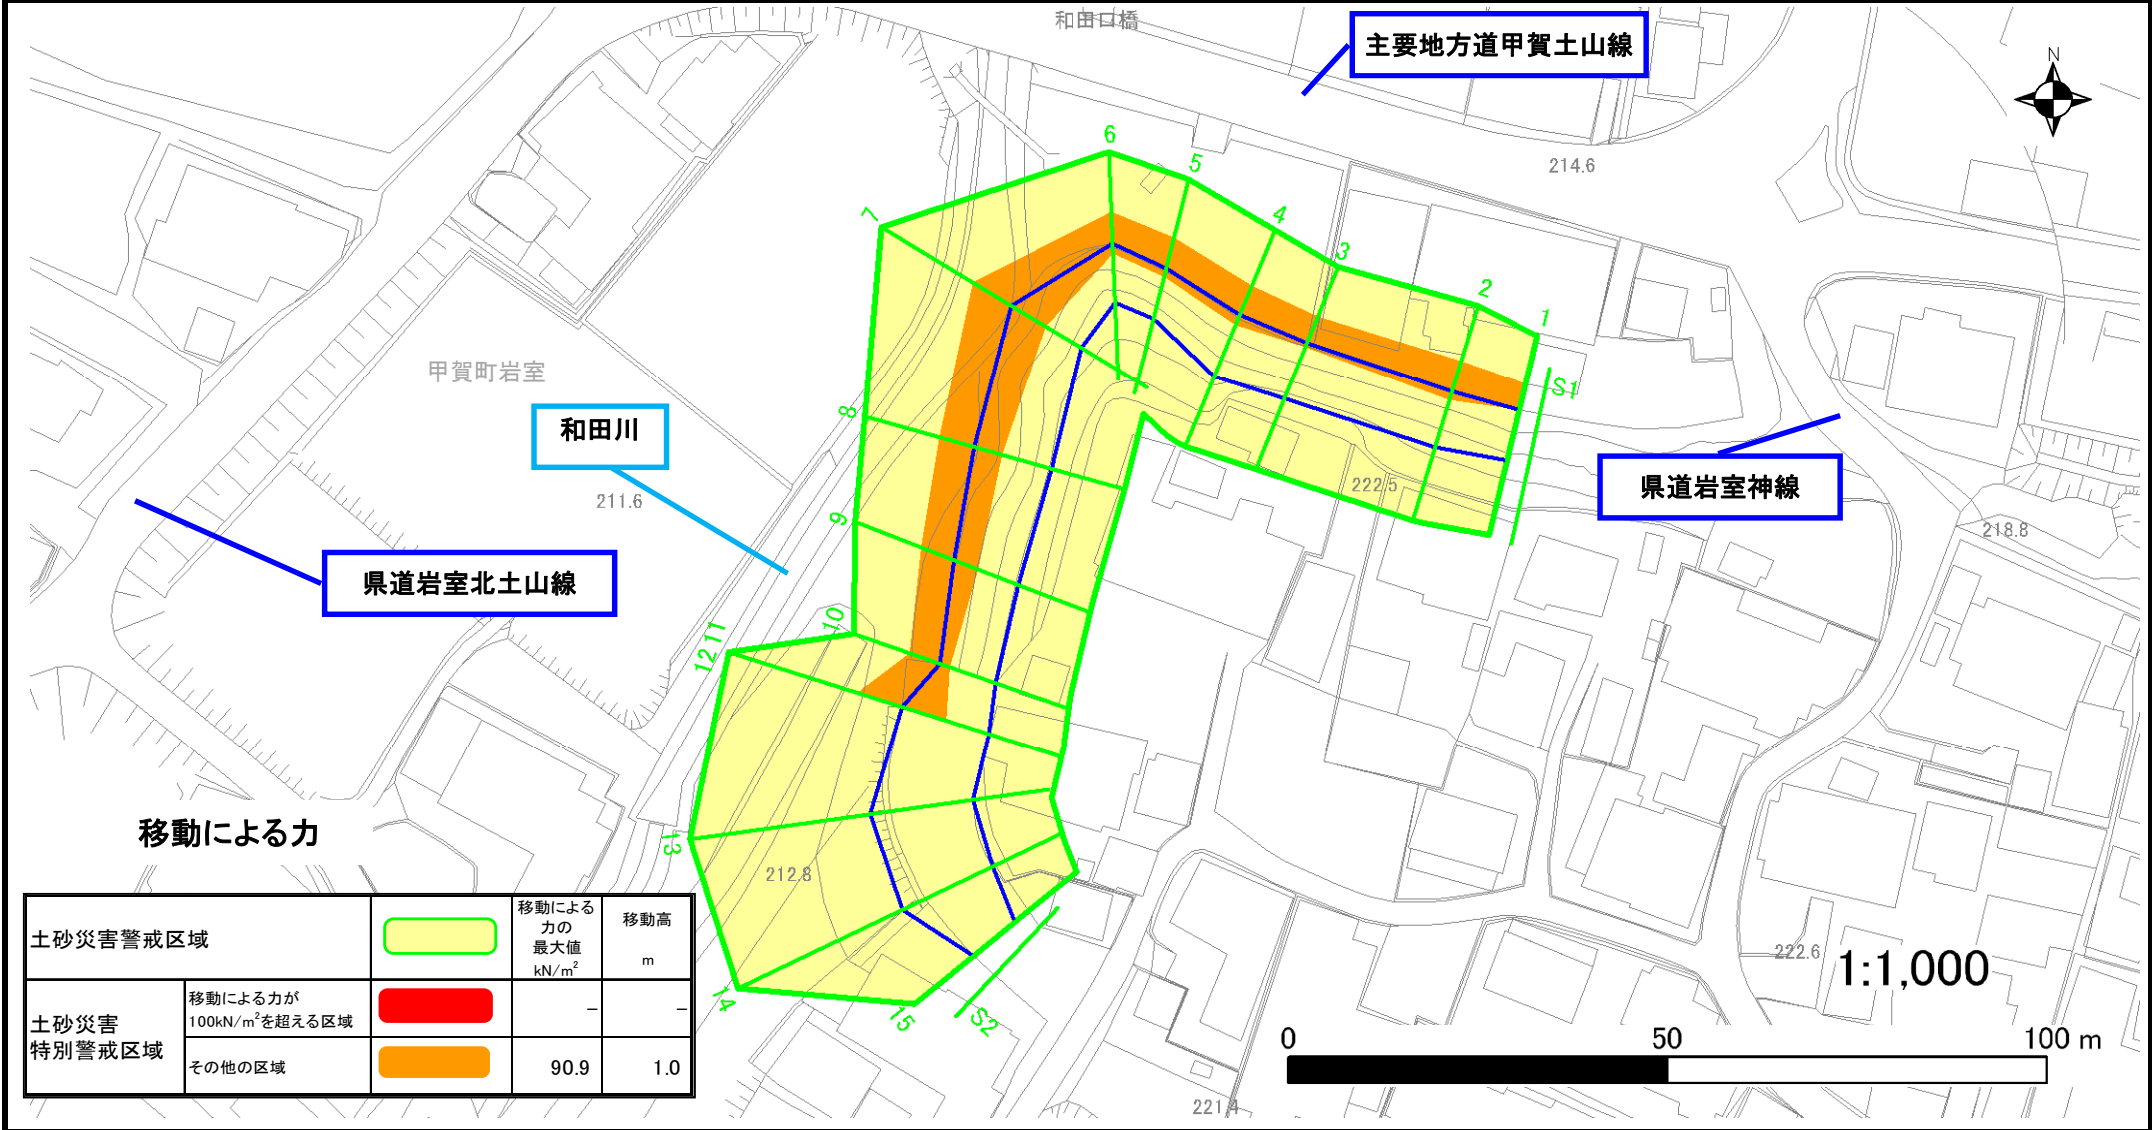 和田口橋
主要地方道甲賀土山線
N
214.6
6
5
4
3
2
1
7
S1
甲賀町岩室
8
和田川
211.6
222.5
県道岩室神線
9
218.8
県道岩室北土山線
10
12 11
移動による力
13
212.8
14
15
S2
222.6
1:1,000
0 50 100 m
221.4
土砂災害警戒区域
移動による
力の
最大値
kN/m²
移動高
m
土砂災害
特別警戒区域
移動による力が
100kN/m²を超える区域
－ －
その他の区域
90.9 1.0